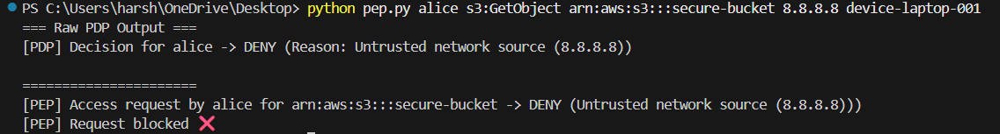 PS C:\Users\harsh\OneDrive\Desktop> python pep.py alice s3:GetObject arn:aws:s3:::secure-bucket 8.8.8.8 device-laptop-001
=== Raw PDP Output ===
[PDP] Decision for alice -> DENY (Reason: Untrusted network source (8.8.8.8))
======================
[PEP] Access request by alice for arn:aws:s3:::secure-bucket -> DENY (Untrusted network source (8.8.8.8)))
[PEP] Request blocked ❌